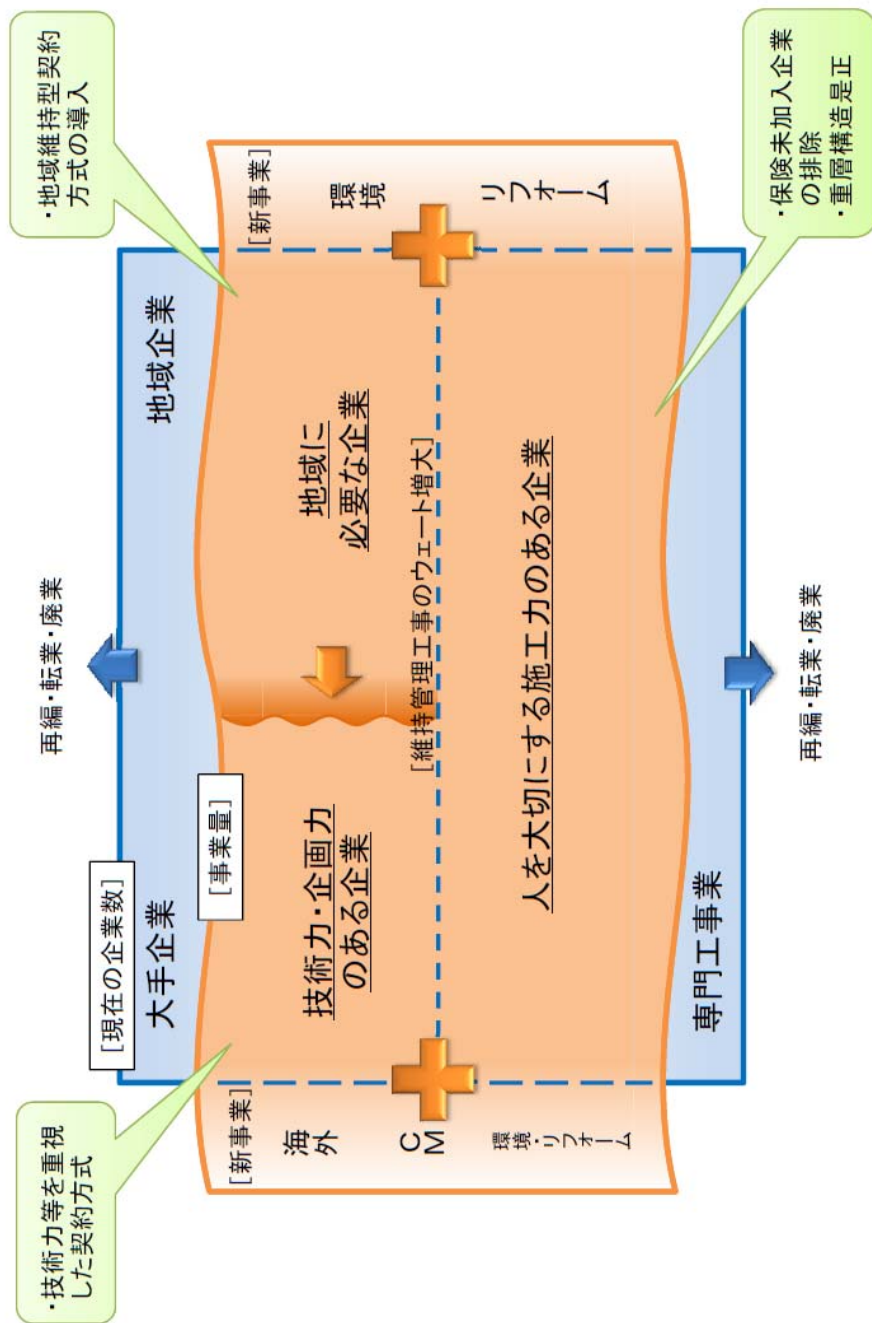 ・技術力等を重視
した契約方式
[現在の企業数]
大手企業
再編・転業・廃業
地域企業
・地域維持型契約
方式の導入
[事業量]
[新事業]
海外
CM
環境・リフォーム
技術力・企画力
のある企業
地域に
必要な企業
[新事業]
環境
リフォーム
[維持管理工事のウェート増大]
人を大切にする施工力のある企業
専門工事業
再編・転業・廃業
・保険未加入企業
の排除
・重層構造是正